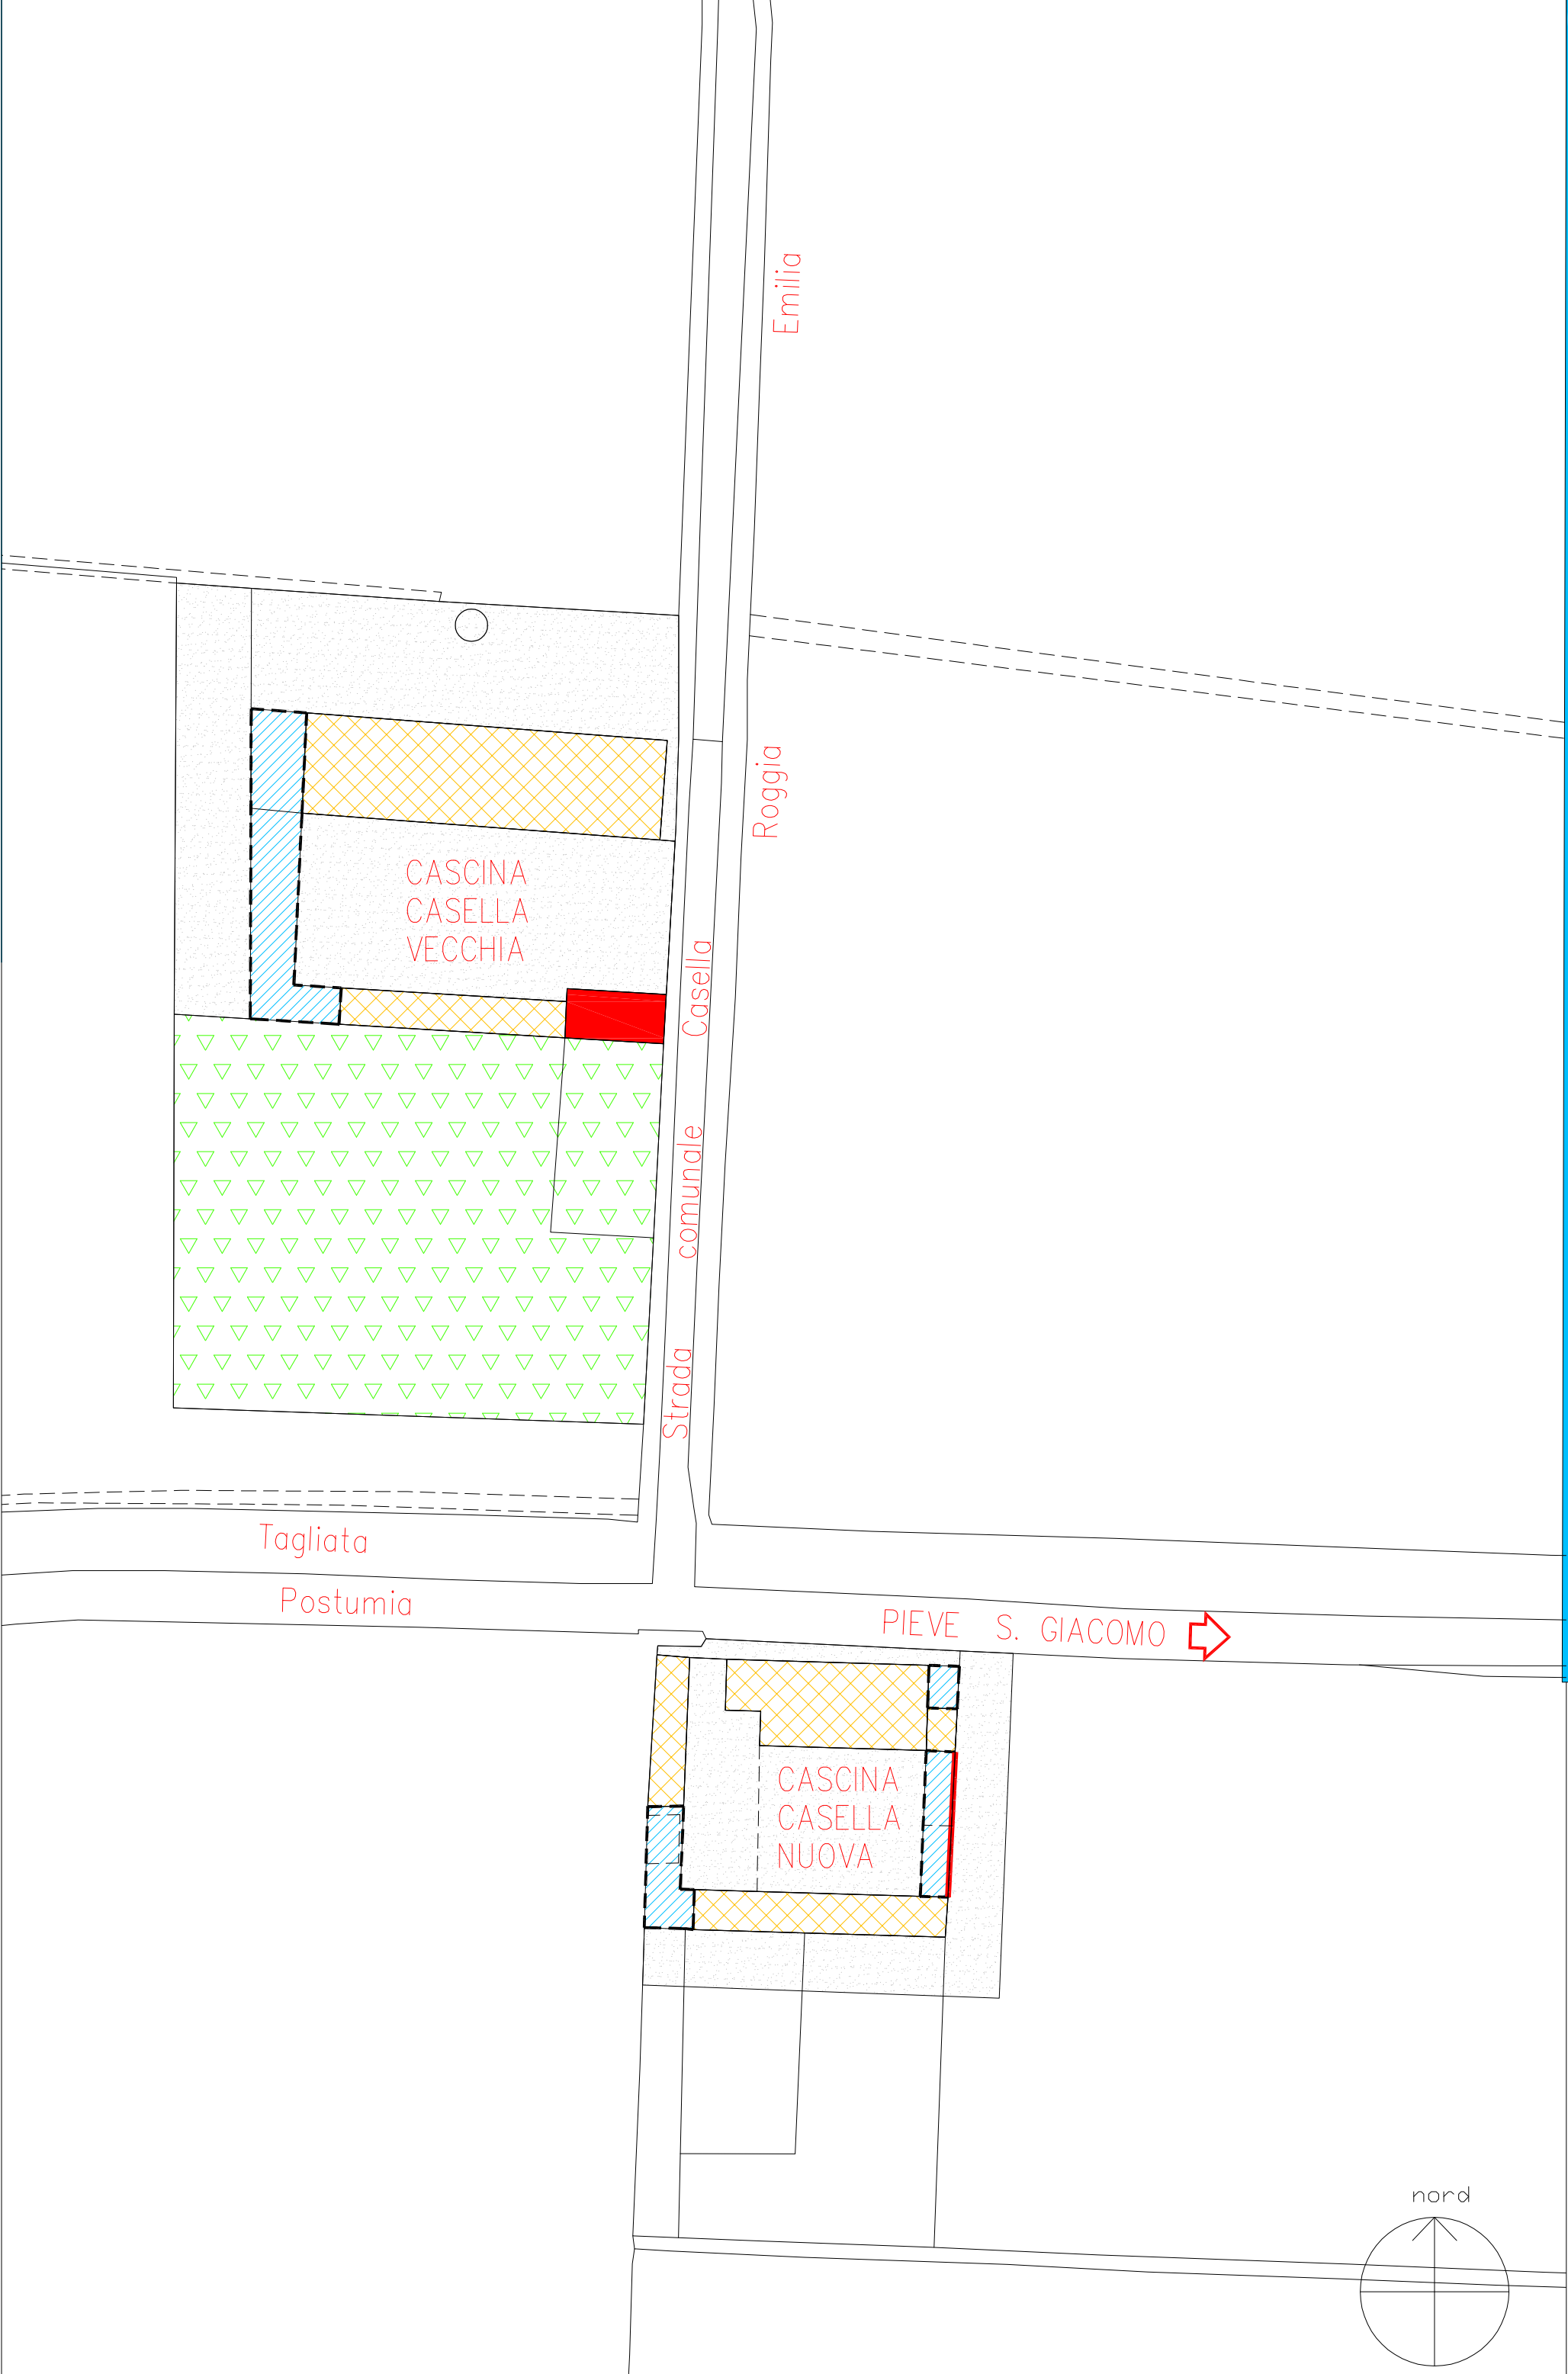 Emilia
Roggia
CASCINA
CASELLA
VECCHIA
Strada comunale Casella
Tagliata
Postumia
PIEVE S. GIACOMO
CASCINA
CASELLA
NUOVA
nord